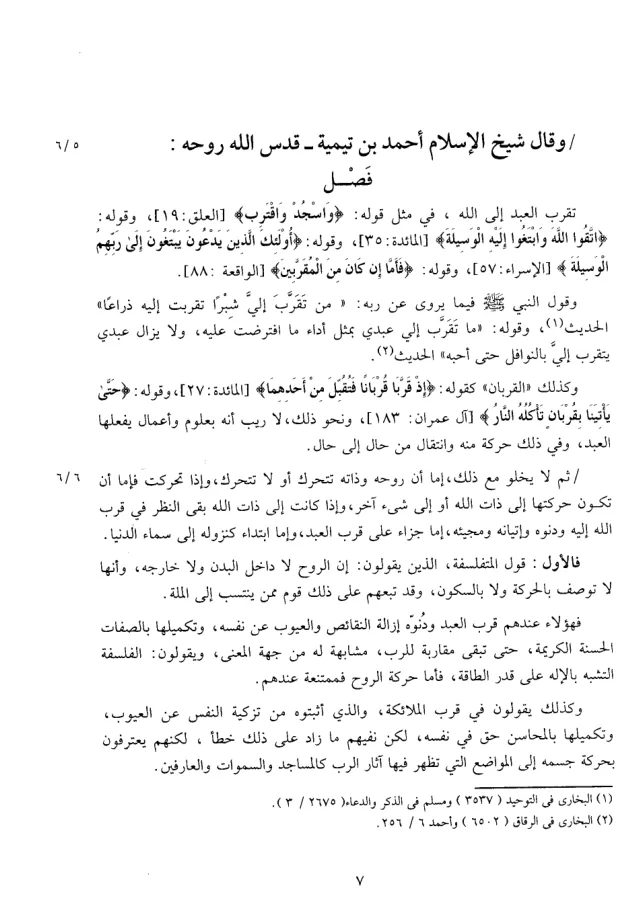 / وقال شيخ الإسلام أحمد بن تيمية ـ قدس الله روحه : ٦/٥
فَصْــل
تقرب العبد إلى الله ، في مثل قوله: ﴿وَاسْجُدْ وَاقْتَرِب﴾ [العلق:١٩]، وقوله:
﴿اتَّقُوا اللَّهَ وَابْتَغُوا إِلَيْهِ الْوَسِيلَةَ﴾ [المائدة:٣٥]، وقوله: ﴿أُوْلَئِكَ الَّذِينَ يَدْعُونَ يَبْتَغُونَ إِلَىٰ رَبِّهِمُ
الْوَسِيلَةَ ﴾ [الإسراء:٥٧]، وقوله: ﴿فَأَمَّا إِن كَانَ مِنَ الْمُقَرَّبِينَ﴾ [الواقعة :٨٨].
وقول النبي ﷺ فيما يروى عن ربه: « من تَقَرَّبَ إليَّ شبْرًا تقربت إليه ذراعًا»
الحديث(١)، وقوله: «ما تقَرَّب إلي عبدي بمثل أداء ما افترضت عليه، ولا يزال عبدي
يتقرب إليَّ بالنوافل حتى أحبه» الحديث(٢).
وكذلك «القربان» كقوله: ﴿إِذْ قَرَّبَا قُرْبَانًا فَتُقُبِّلَ مِنْ أَحَدِهِمَا﴾ [المائدة:٢٧]،وقوله: ﴿حَتَّىٰ
يَأْتِيَنَا بِقُرْبَانٍ تَأْكُلُهُ النَّارُ ﴾ [آل عمران: ١٨٣]، ونحو ذلك،لا ريب أنه بعلوم وأعمال يفعلها
العبد، وفي ذلك حركة منه وانتقال من حال إلى حال.
/ ثم لا يخلو مع ذلك،إما أن روحه وذاته تتحرك أو لا تتحرك،وإذا تحركت فإما أن ٦/٦
تكون حركتها إلى ذات الله أو إلى شىء آخر،وإذا كانت إلى ذات الله بقى النظر في قرب
الله إليه ودنوه وإتيانه ومجيئه،إما جزاء على قرب العبد،وإما ابتداء كنزوله إلى سماء الدنيا.
فالأول : قول المتفلسفة، الذين يقولون: إن الروح لا داخل البدن ولا خارجه، وأنها
لا توصف بالحركة ولا بالسكون، وقد تبعهم على ذلك قوم ممن ينتسب إلى الملة.
فهؤلاء عندهم قرب العبد ودُنوّه إزالة النقائص والعيوب عن نفسه، وتكميلها بالصفات
الحسنة الكريمة، حتى تبقى مقاربة للرب، مشابهة له من جهة المعنى، ويقولون: الفلسفة
التشبه بالإله على قدر الطاقة، فأما حركة الروح فممتنعة عندهم.
وكذلك يقولون في قرب الملائكة، والذي أثبتوه من تزكية النفس عن العيوب،
وتكميلها بالمحاسن حق في نفسه، لكن نفيهم ما زاد على ذلك خطأ ، لكنهم يعترفون
بحركة جسمه إلى المواضع التي تظهر فيها آثار الرب كالمساجد والسموات والعارفين.
(١) البخارى فى التوحيد ( ٣٥٣٧ ) ومسلم فى الذكر والدعاء( ٢٦٧٥ / ٣ ).
(٢) البخارى فى الرقاق ( ٦٥٠٢ ) وأحمد ٦ / ٢٥٦.
٧